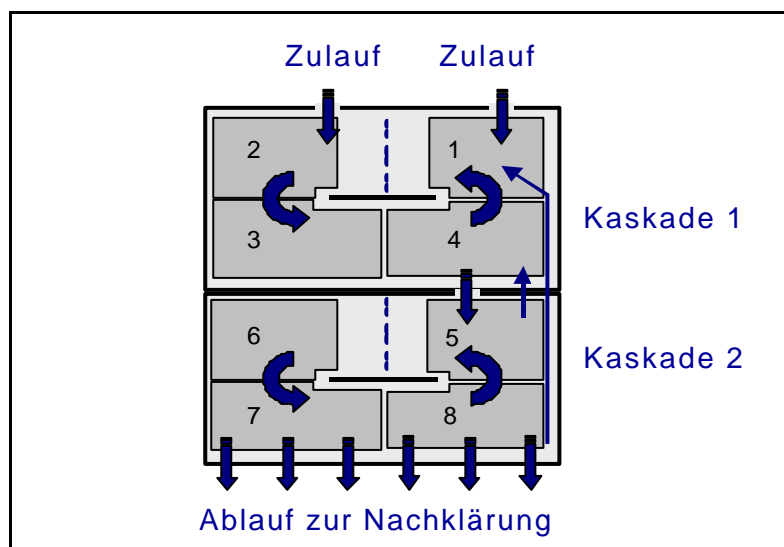 Zulauf Zulauf
2 1
3 4
Kaskade 1
6 5
Kaskade 2
7 8
Ablauf zur Nachklärung